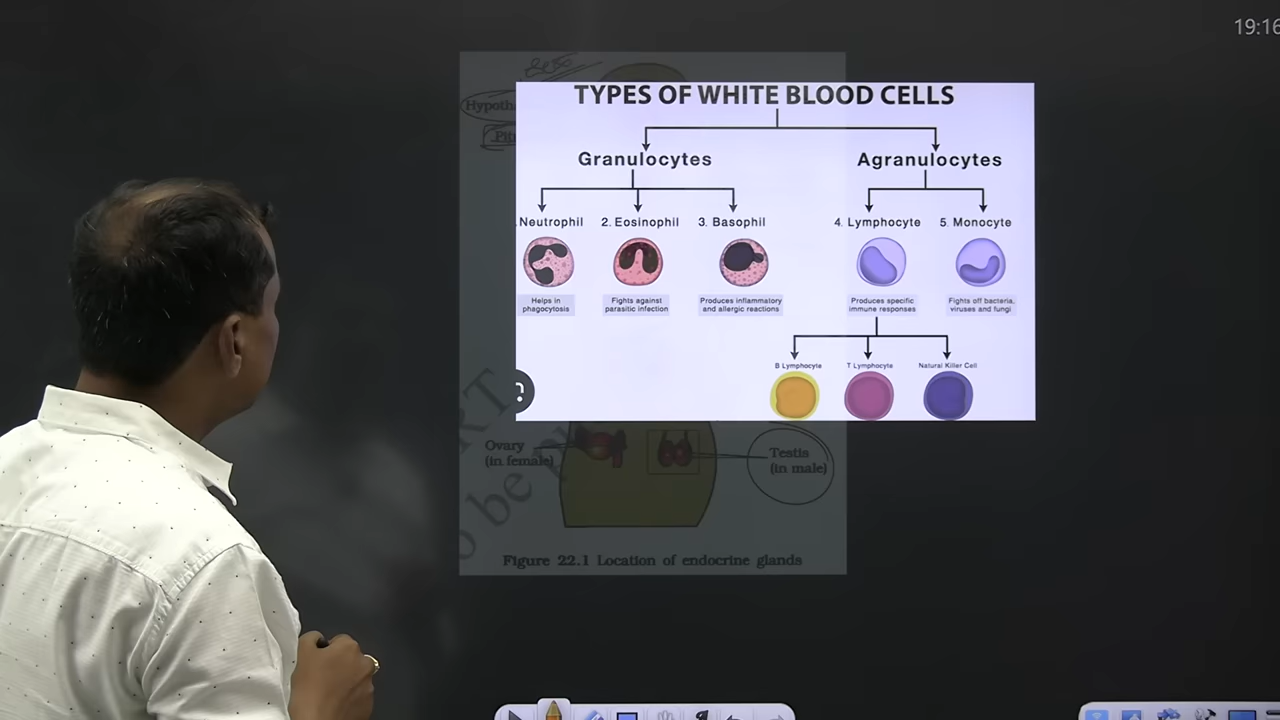 19:16
Hypoth
Pit
TYPES OF WHITE BLOOD CELLS
Granulocytes
Agranulocytes
Neutrophil
2. Eosinophil
3. Basophil
4. Lymphocyte
5. Monocyte
Helps in
phagocytosis
Fights against
parasitic infection
Produces inflammatory
and allergic reactions
Produces specific
immune responses
Fights off bacteria,
viruses and fungi
B Lymphocyte
T Lymphocyte
Natural Killer Cell
Ovary
(in female)
Testis
(in male)
o be
Figure 22.1 Location of endocrine glands